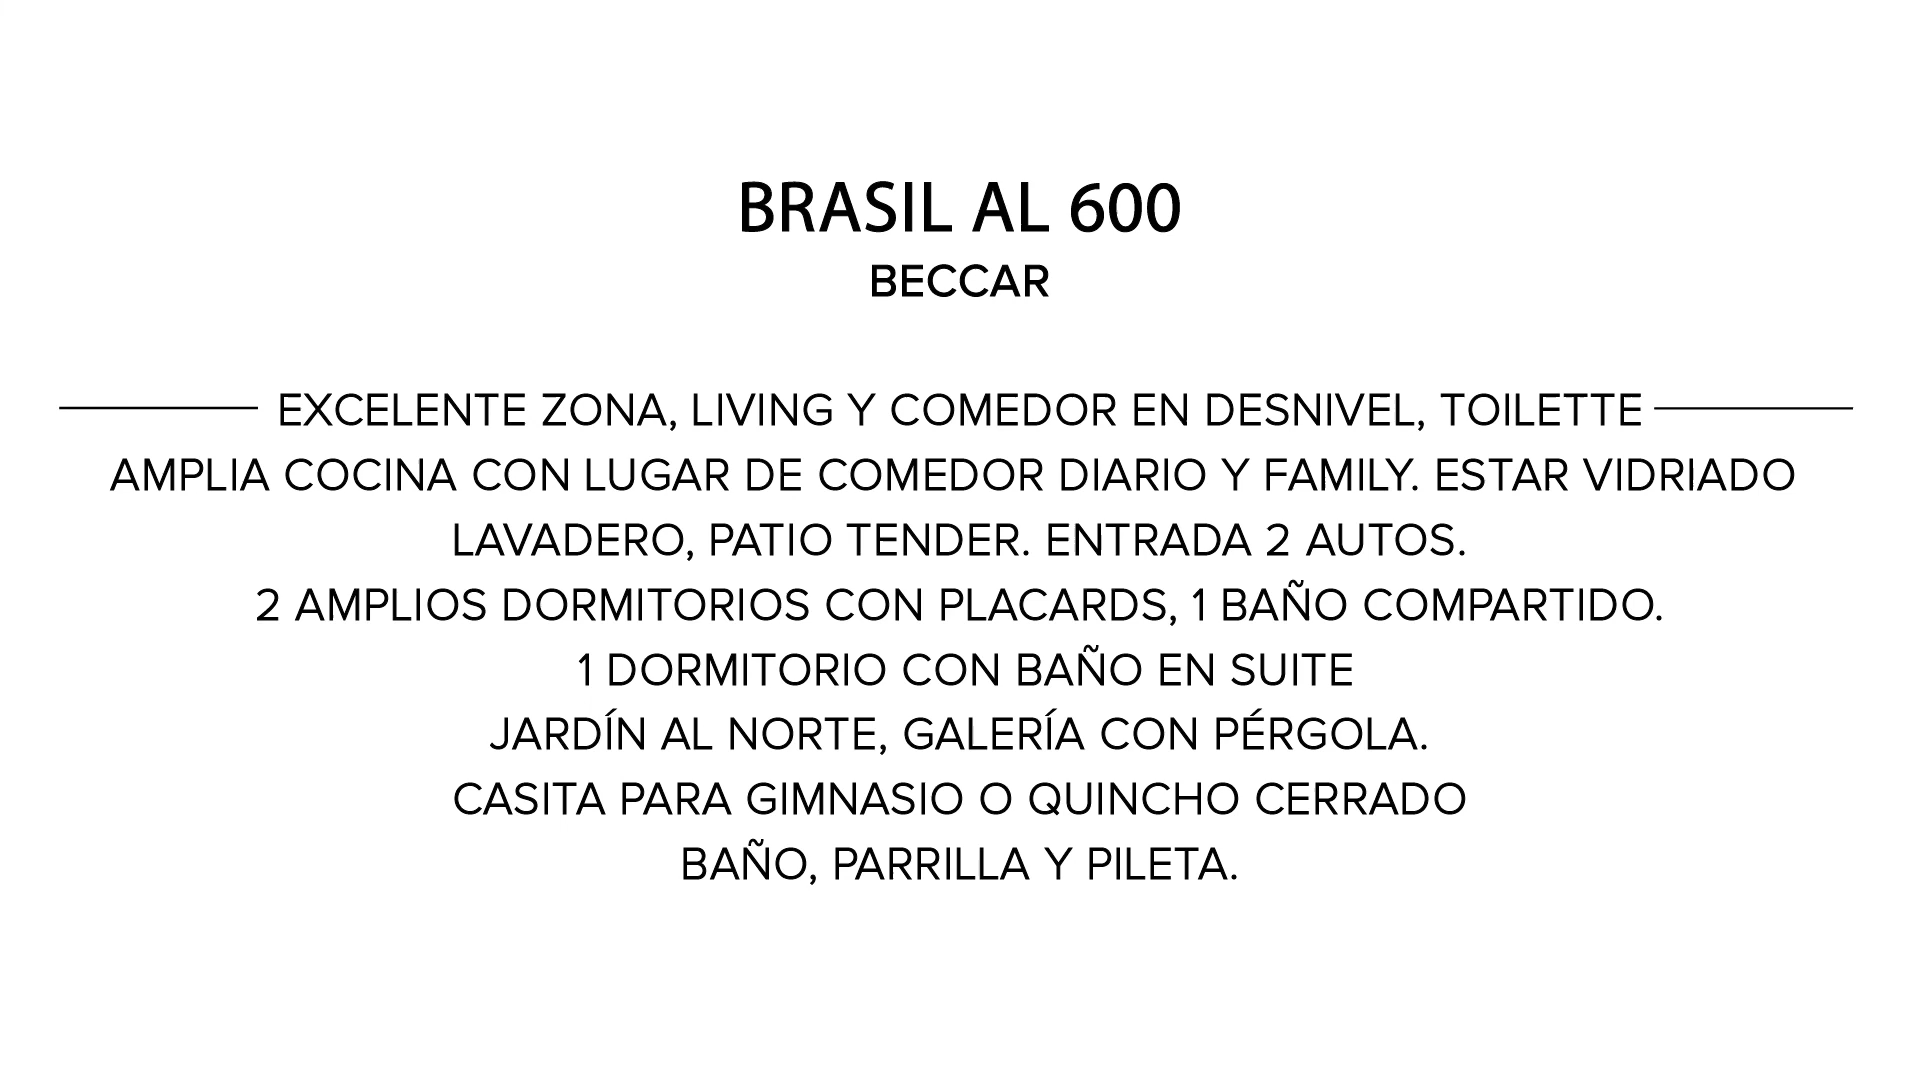 BRASIL AL 600
BECCAR
EXCELENTE ZONA, LIVING Y COMEDOR EN DESNIVEL, TOILETTE
AMPLIA COCINA CON LUGAR DE COMEDOR DIARIO Y FAMILY. ESTAR VIDRIADO
LAVADERO, PATIO TENDER. ENTRADA 2 AUTOS.
2 AMPLIOS DORMITORIOS CON PLACARDS, 1 BAÑO COMPARTIDO.
1 DORMITORIO CON BAÑO EN SUITE
JARDÍN AL NORTE, GALERÍA CON PÉRGOLA.
CASITA PARA GIMNASIO O QUINCHO CERRADO
BAÑO, PARRILLA Y PILETA.